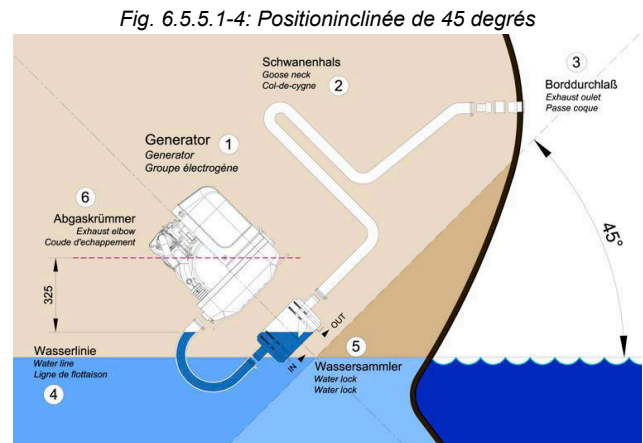 Fig. 6.5.5.1-4: Positioninclinée de 45 degrés
Schwanenhals
Goose neck
Col-de-cygne
2
3
Borddurchlaß
Exhaust oulet
Passe coque
Generator
Generator
Groupe électrogéne
1
6
Abgaskrümmer
Exhaust elbow
Coude d'echappement
45°
325
OUT
IN
Wasserlinie
Water line
Ligne de flottaison
4
5
Wassersammler
Water lock
Water lock